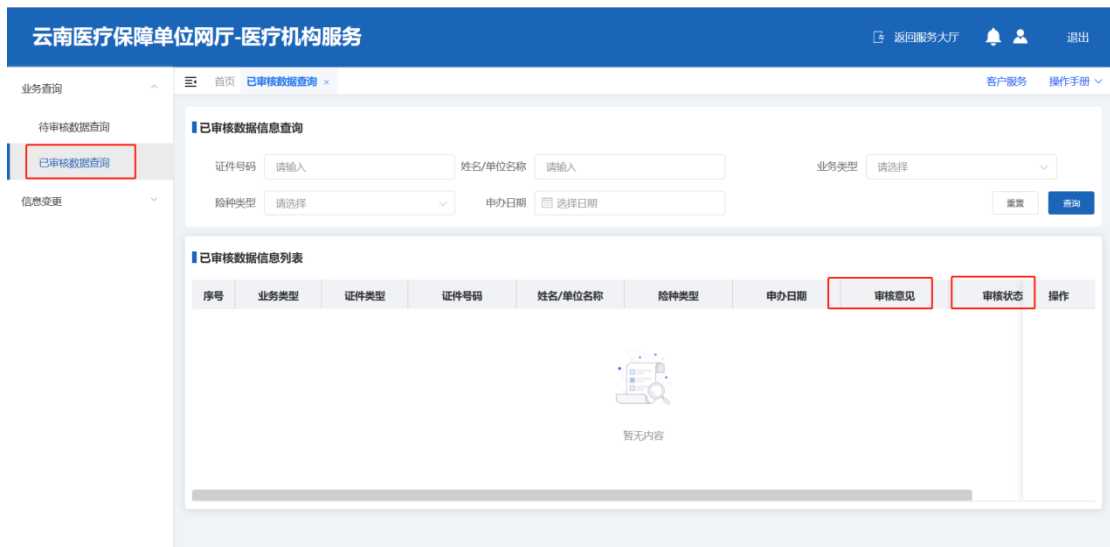 云南医疗保障单位网厅-医疗机构服务 返回服务大厅 退出
业务查询 首页 已审核数据查询 × 客户服务 操作手册
待审核数据查询
已审核数据查询
信息变更
已审核数据信息查询
证件号码 请输入 姓名/单位名称 请输入 业务类型 请选择
险种类型 请选择 申办日期 选择日期 重置 查询
已审核数据信息列表
序号 业务类型 证件类型 证件号码 姓名/单位名称 险种类型 申办日期 审核意见 审核状态 操作
暂无内容